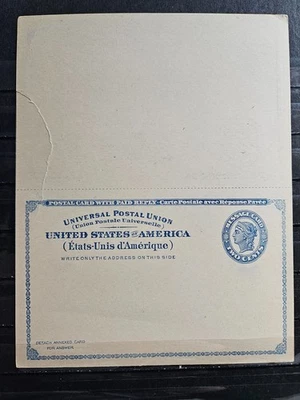 POSTAL CARD WITH PAID REPLY.-Carte Postale avec Réponse Payée.
UNIVERSAL POSTAL UNION
(Union Postale Universelle)
UNITED STATES OF AMERICA
(États-Unis d'Amérique)
WRITE ONLY THE ADDRESS ON THIS SIDE
MESSAGE CARD
TWO CENTS
DETACH ANNEXED CARD
FOR ANSWER.